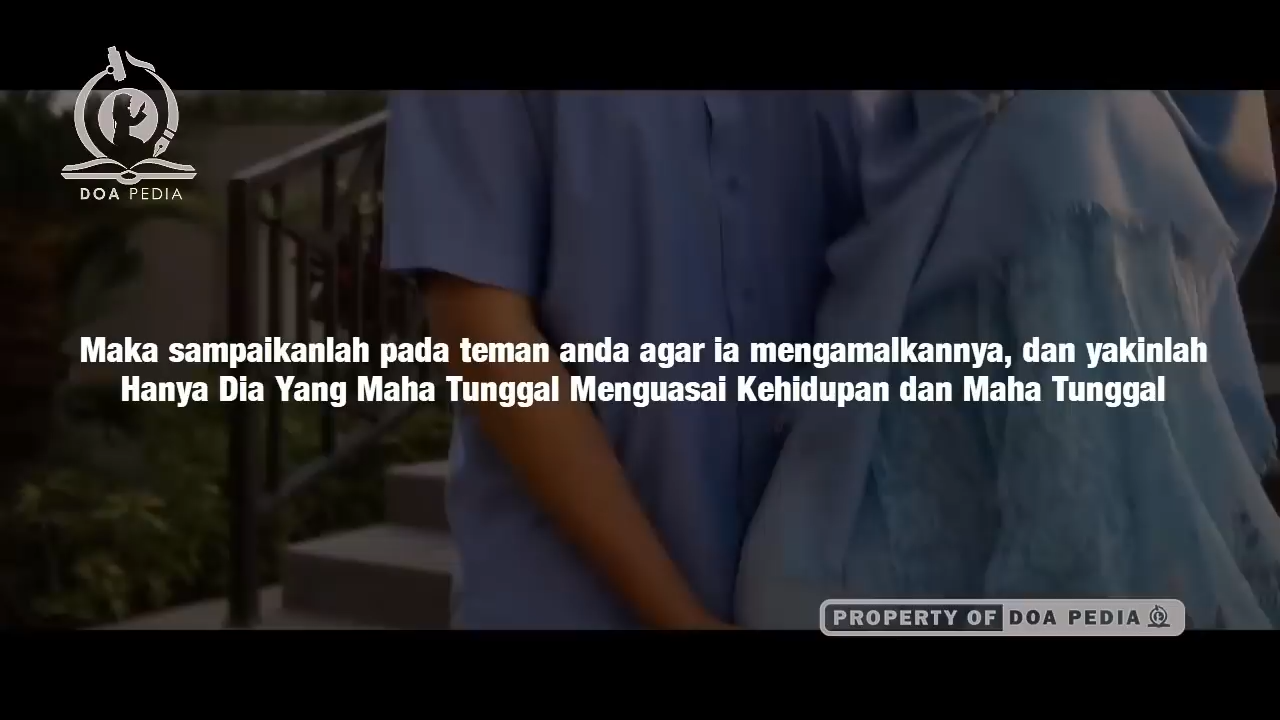 DOA PEDIA
Maka sampaikanlah pada teman anda agar ia mengamalkannya, dan yakinlah
Hanya Dia Yang Maha Tunggal Menguasai Kehidupan dan Maha Tunggal
PROPERTY OF DOA PEDIA